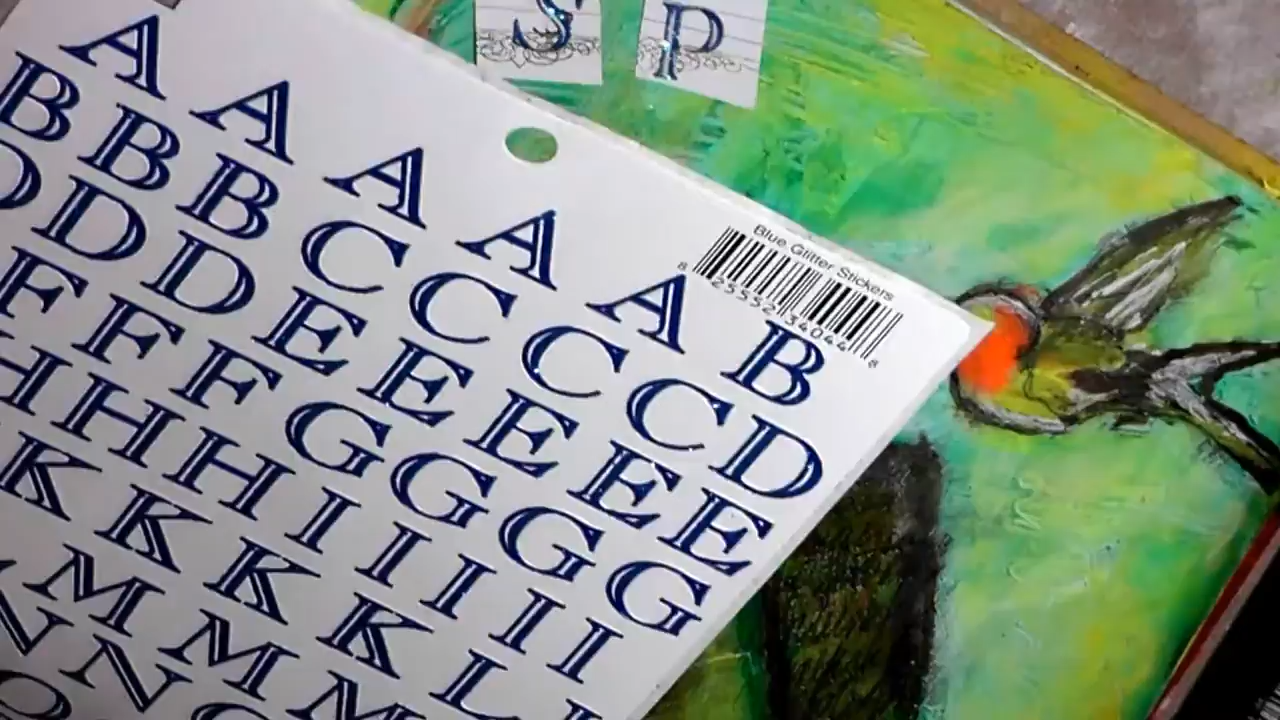 S P
Blue Glitter Stickers
8 25552 34044 8
A A A A A B
B B B C C C C D
D D D E E E E E
F F F G G G G
H H H I I I I I
K K K K L
M M M
N N
O